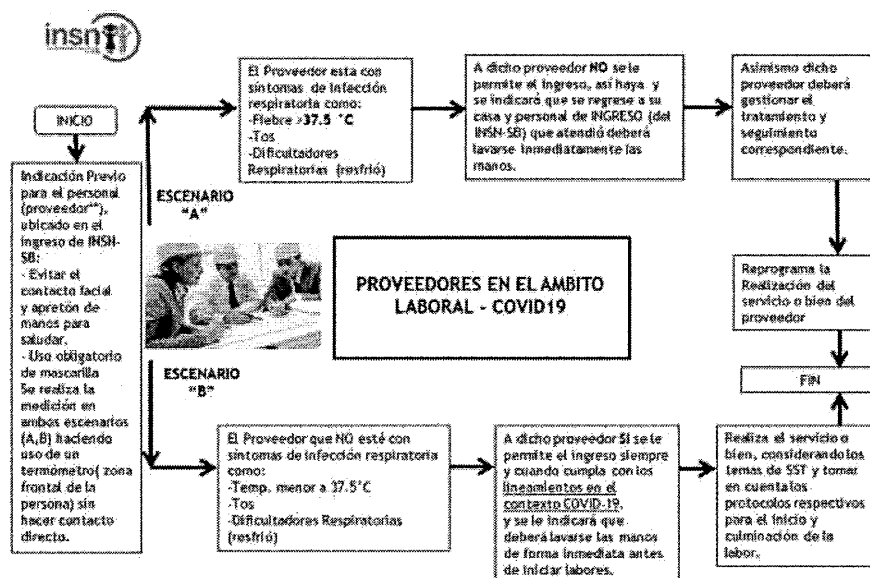 insn
INICIO
Indicación Previo
para el personal
(proveedor**),
ubicado en el
ingreso de INSN-
SB:
- Evitar el
contacto facial
y apretón de
manos para
saludar.
- Uso obligatorio
de mascarilla
Se realiza la
medición en
ambos escenarios
(A,B) haciendo
uso de un
termómetro( zona
frontal de la
persona) sin
hacer contacto
directo.
ESCENARIO
"A"
El Proveedor esta con
síntomas de infección
respiratoria como:
-Fiebre >37.5 °C
-Tos
-Dificultadores
Respiratorias (resfrió)
A dicho proveedor NO se le
permite el ingreso, así haya y
se indicará que se regrese a su
casa y personal de INGRESO (del
INSN-SB) que atendió deberá
lavarse inmediatamente las
manos.
Asimismo dicho
proveedor deberá
gestionar el
tratamiento y
seguimiento
correspondiente.
Reprograma la
Realización del
servicio o bien del
proveedor
PROVEEDORES EN EL AMBITO
LABORAL - COVID19
FIN
ESCENARIO
"B"
El Proveedor que NO esté con
síntomas de infección respiratoria
como:
-Temp. menor a 37.5°C
-Tos
-Dificultadores Respiratorias
(resfrió)
A dicho proveedor SI se le
permite el ingreso siempre
y cuando cumpla con los
lineamientos en el
contexto COVID-19.
y se le indicará que
deberá lavarse las manos
de forma inmediata antes
de iniciar labores.
Realiza el servicio o
bien, considerando los
temas de SST y tomar
en cuenta los
protocolos respectivos
para el inicio y
culminación de la
labor.